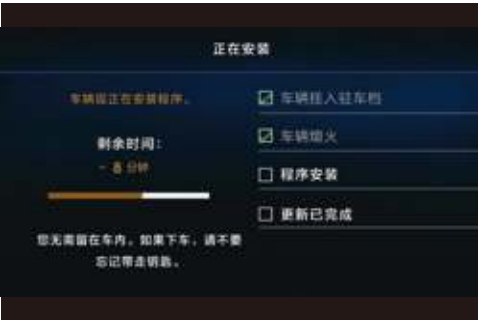 正在安装
车辆现正在安装程序。
剩余时间：
~ 8 分钟
您无需留在车内。如果下车，请不要
忘记带走钥匙。
车辆挂入驻车档
车辆熄火
程序安装
更新已完成